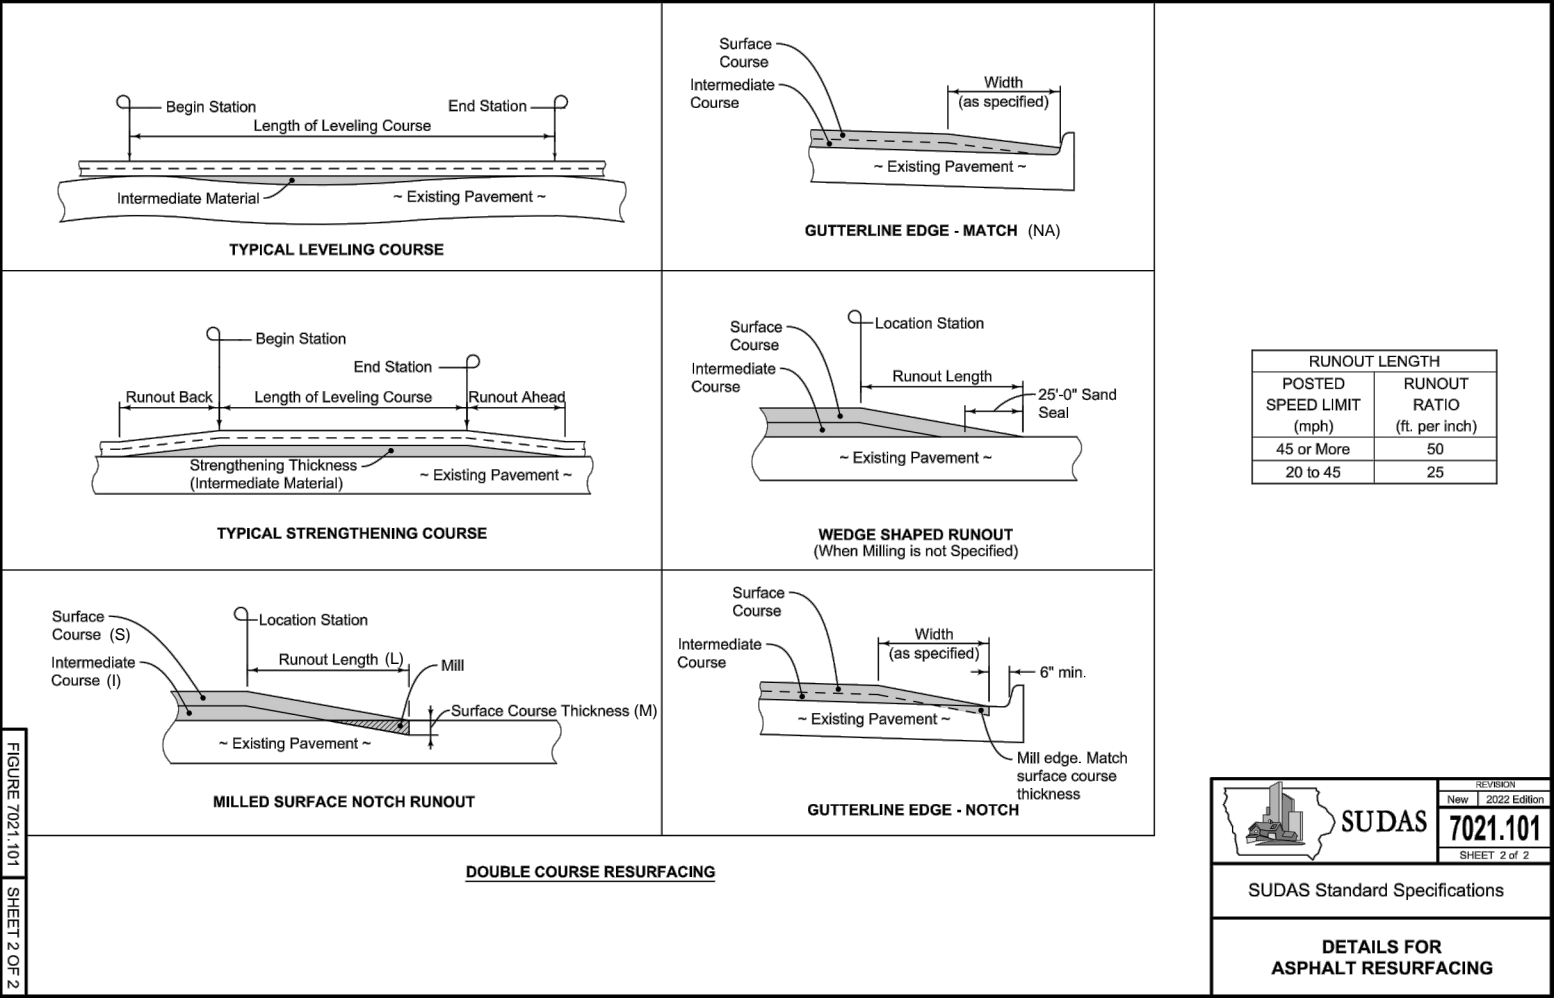 Begin Station
End Station
Length of Leveling Course
Intermediate Material
~ Existing Pavement ~
TYPICAL LEVELING COURSE
Surface
Course
Intermediate
Course
Width
(as specified)
~ Existing Pavement ~
GUTTERLINE EDGE - MATCH (NA)
Begin Station
End Station
Runout Back
Length of Leveling Course
Runout Ahead
Strengthening Thickness
(Intermediate Material)
~ Existing Pavement ~
TYPICAL STRENGTHENING COURSE
Location Station
Surface
Course
Intermediate
Course
Runout Length
25'-0" Sand
Seal
~ Existing Pavement ~
WEDGE SHAPED RUNOUT
(When Milling is not Specified)
RUNOUT LENGTH
POSTED
SPEED LIMIT
(mph)
RUNOUT
RATIO
(ft. per inch)
45 or More 50
20 to 45 25
Surface
Course (S)
Intermediate
Course (I)
Location Station
Runout Length (L)
Mill
Surface Course Thickness (M)
~ Existing Pavement ~
MILLED SURFACE NOTCH RUNOUT
Surface
Course
Intermediate
Course
Width
(as specified)
6" min.
~ Existing Pavement ~
Mill edge. Match
surface course
thickness
GUTTERLINE EDGE - NOTCH
DOUBLE COURSE RESURFACING
FIGURE 7021.101 SHEET 2 OF 2
SUDAS
REVISION
New 2022 Edition
7021.101
SHEET 2 of 2
SUDAS Standard Specifications
DETAILS FOR
ASPHALT RESURFACING